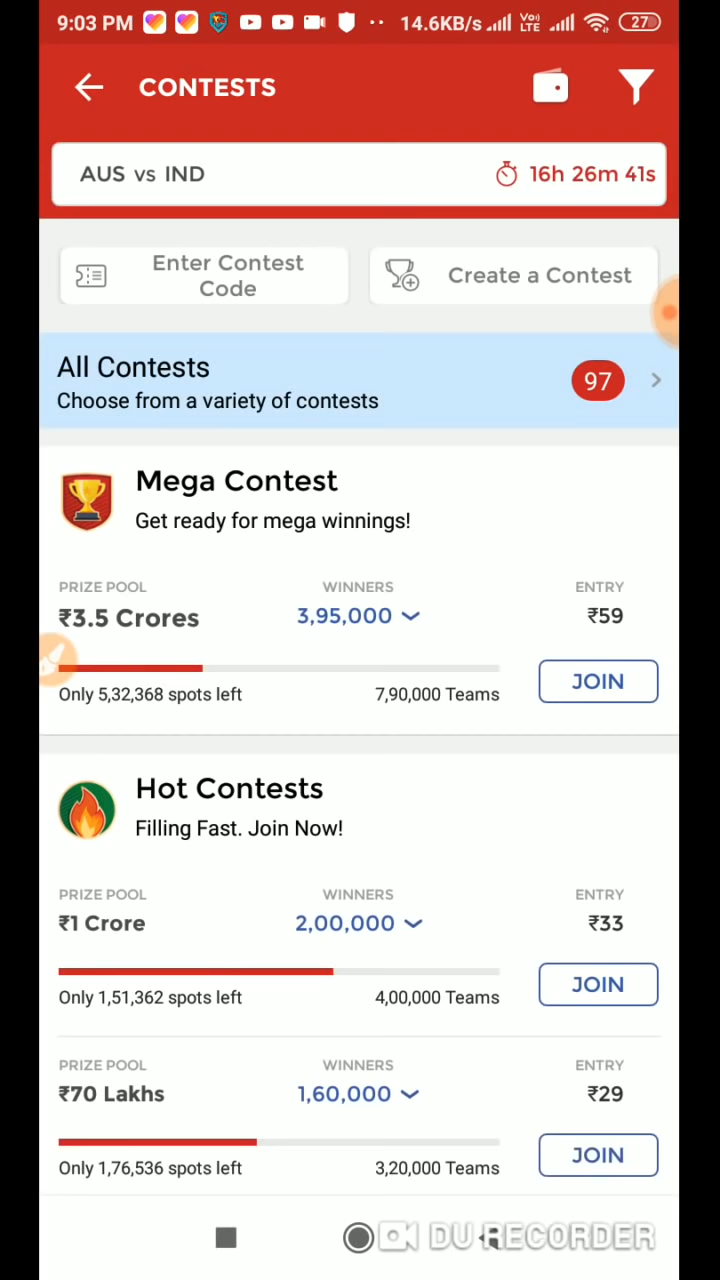 9:03 PM 14.6KB/s Vo) LTE 27
CONTESTS
AUS vs IND 16h 26m 41s
Enter Contest
Code
Create a Contest
All Contests
Choose from a variety of contests
97
Mega Contest
Get ready for mega winnings!
PRIZE POOL WINNERS ENTRY
₹3.5 Crores 3,95,000 ₹59
Only 5,32,368 spots left 7,90,000 Teams
JOIN
Hot Contests
Filling Fast. Join Now!
PRIZE POOL WINNERS ENTRY
₹1 Crore 2,00,000 ₹33
Only 1,51,362 spots left 4,00,000 Teams
JOIN
PRIZE POOL WINNERS ENTRY
₹70 Lakhs 1,60,000 ₹29
Only 1,76,536 spots left 3,20,000 Teams
JOIN
DU RECORDER